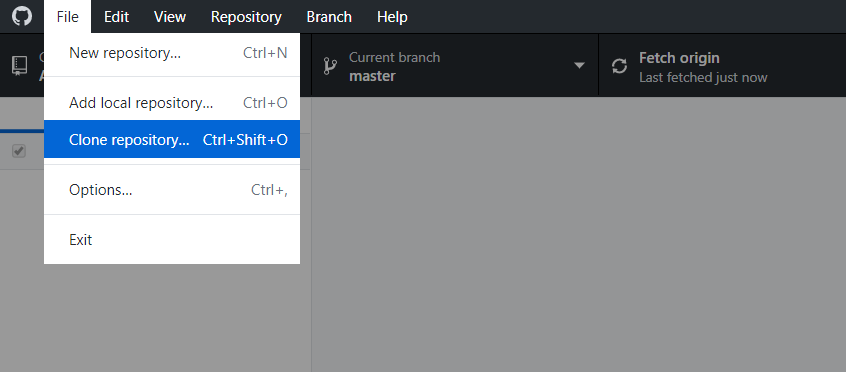 File Edit View Repository Branch Help
New repository... Ctrl+N
Add local repository... Ctrl+O
Clone repository... Ctrl+Shift+O
Options... Ctrl+,
Exit
Current branch
master
Fetch origin
Last fetched just now